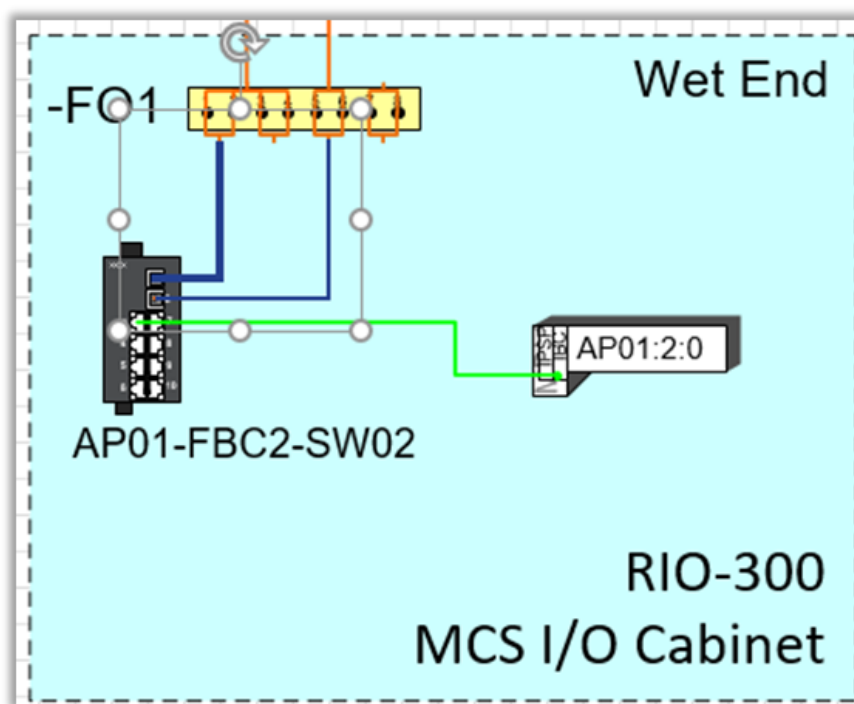 Wet End
-FO1
AP01:2:0
AP01-FBC2-SW02
RIO-300
MCS I/O Cabinet